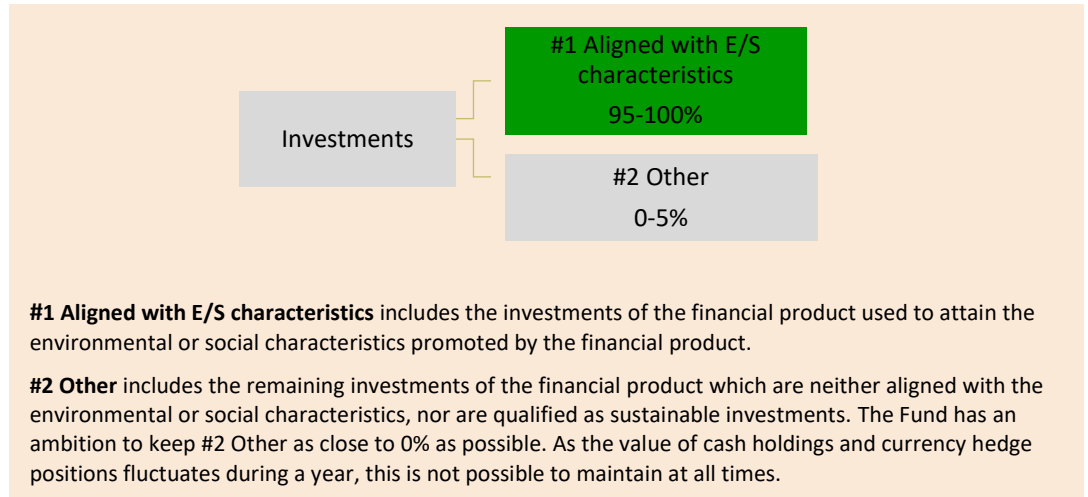 #1 Aligned with E/S
characteristics
95-100%
Investments
#2 Other
0-5%
#1 Aligned with E/S characteristics includes the investments of the financial product used to attain the
environmental or social characteristics promoted by the financial product.
#2 Other includes the remaining investments of the financial product which are neither aligned with the
environmental or social characteristics, nor are qualified as sustainable investments. The Fund has an
ambition to keep #2 Other as close to 0% as possible. As the value of cash holdings and currency hedge
positions fluctuates during a year, this is not possible to maintain at all times.